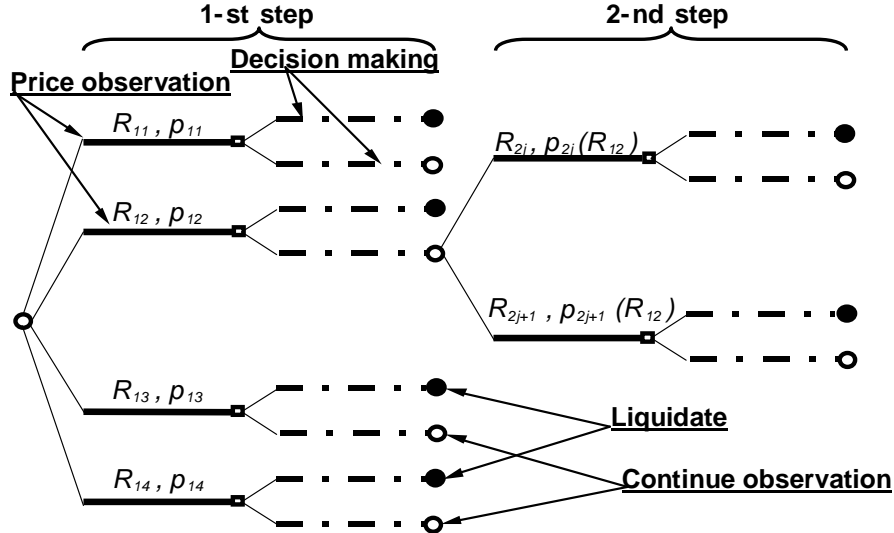 1-st step
2-nd step
Decision making
Price observation
R11 , p11
R2j, p2j (R12 )
R12 , p12
R2j+1 , p2j+1 (R12 )
R13 , p13
Liquidate
R14 , p14
Continue observation